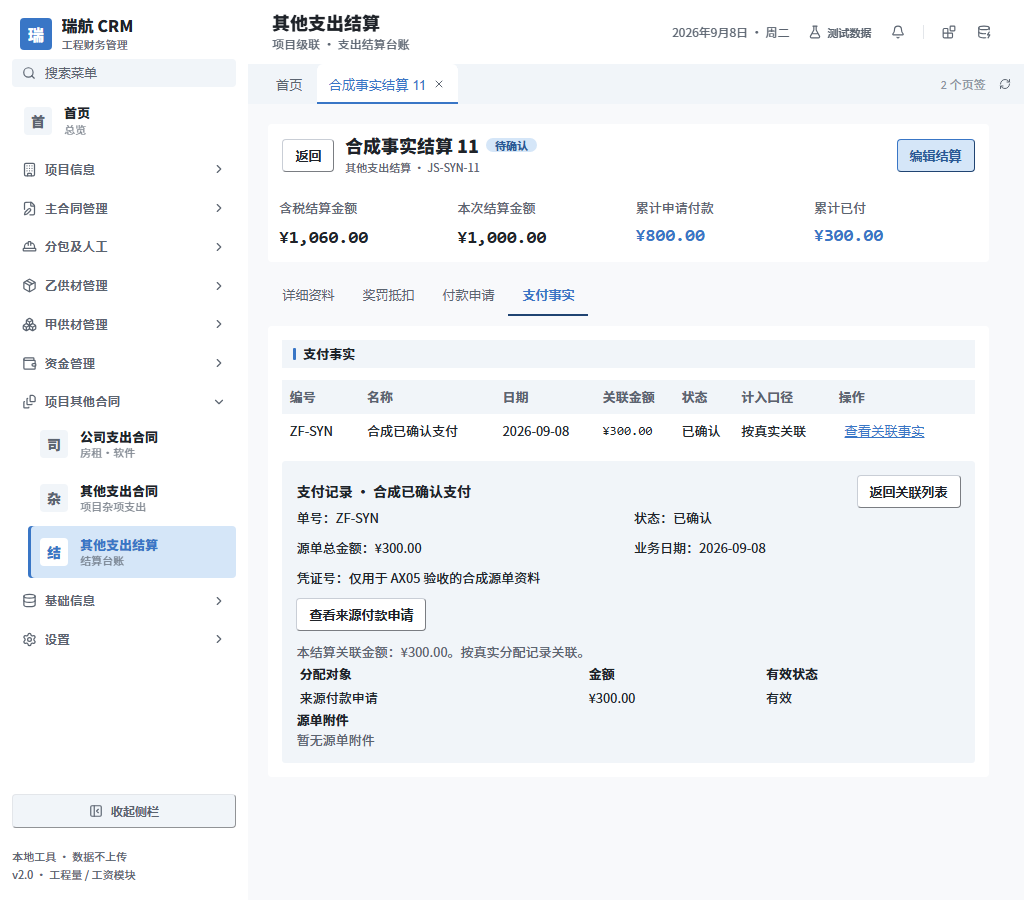 瑞
瑞航 CRM
工程财务管理
搜索菜单
首
首页
总览
项目信息
主合同管理
分包及人工
乙供材管理
甲供材管理
资金管理
项目其他合同
司
公司支出合同
房租・软件
杂
其他支出合同
项目杂项支出
结
其他支出结算
结算台账
基础信息
设置
收起侧栏
本地工具 · 数据不上传
v2.0 · 工程量 / 工资模块
其他支出结算
项目级联 · 支出结算台账
2026年9月8日 · 周二
测试数据
首页
合成事实结算 11 ×
2 个页签
返回
合成事实结算 11 待确认
其他支出结算 · JS-SYN-11
编辑结算
含税结算金额 本次结算金额 累计申请付款 累计已付
¥1,060.00 ¥1,000.00 ¥800.00 ¥300.00
详细资料 奖罚抵扣 付款申请 支付事实
支付事实
编号 名称 日期 关联金额 状态 计入口径 操作
ZF-SYN 合成已确认支付 2026-09-08 ¥300.00 已确认 按真实关联 查看关联事实
支付记录 · 合成已确认支付
返回关联列表
单号：ZF-SYN 状态：已确认
源单总金额：¥300.00 业务日期：2026-09-08
凭证号：仅用于 AX05 验收的合成源单资料
查看来源付款申请
本结算关联金额：¥300.00。按真实分配记录关联。
分配对象 金额 有效状态
来源付款申请 ¥300.00 有效
源单附件
暂无源单附件